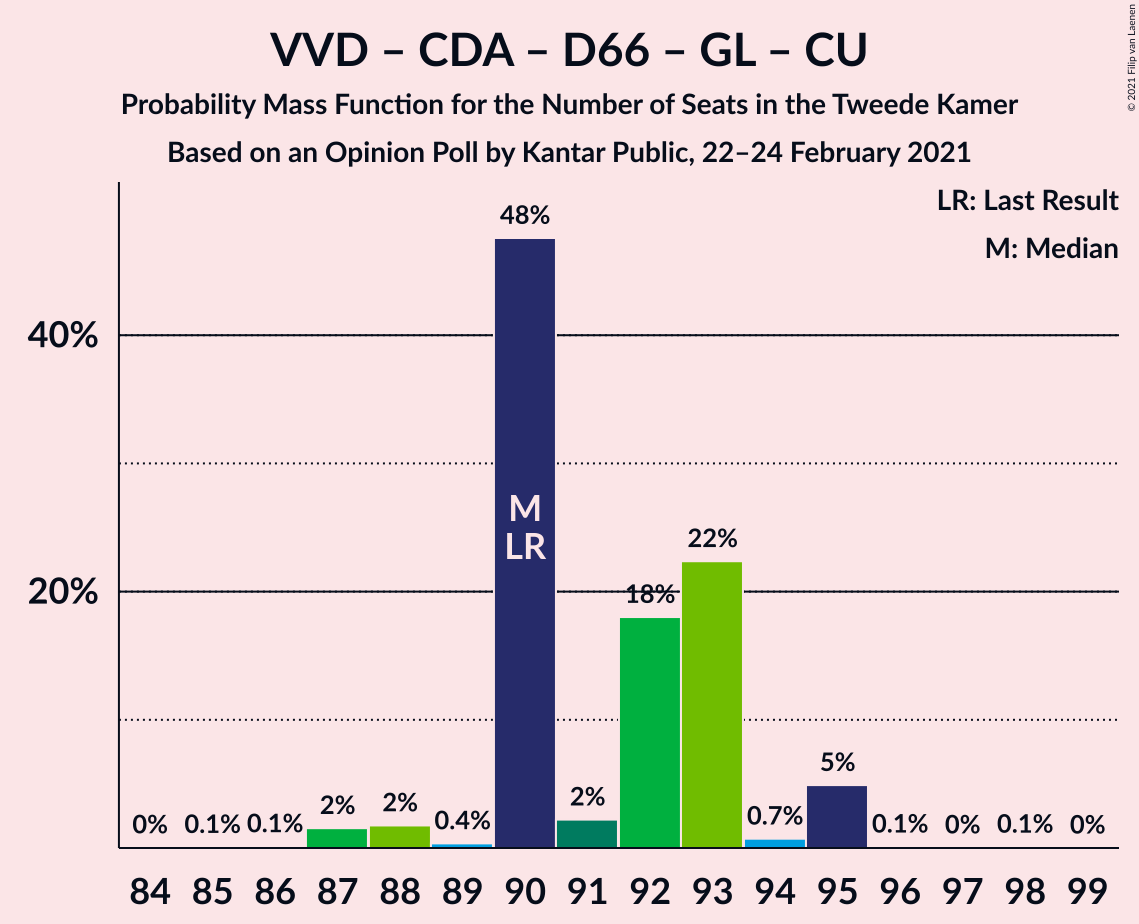 VVD – CDA – D66 – GL – CU
Probability Mass Function for the Number of Seats in the Tweede Kamer
Based on an Opinion Poll by Kantar Public, 22–24 February 2021
© 2021 Filip van Laenen
LR: Last Result
M: Median
40%
20%
0% 0.1% 0.1% 2% 2% 0.4% 48% 2% 18% 22% 0.7% 5% 0.1% 0% 0.1% 0%
M
LR
84 85 86 87 88 89 90 91 92 93 94 95 96 97 98 99